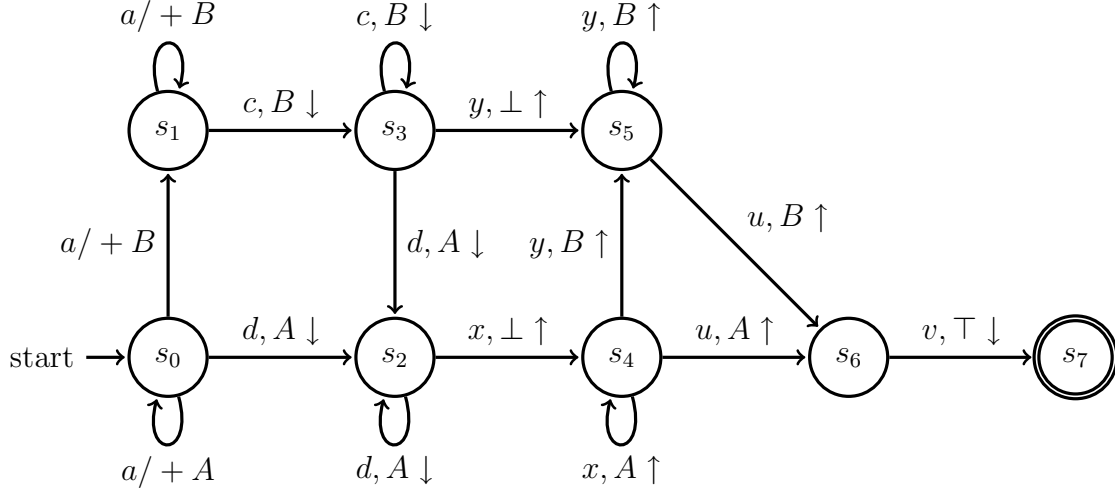 a/ + B
c, B ↓
y, B ↑
s₁
c, B ↓
s₃
y, ⊥ ↑
s₅
a/ + B
d, A ↓
y, B ↑
u, B ↑
start
s₀
d, A ↓
s₂
x, ⊥ ↑
s₄
u, A ↑
s₆
v, ⊤ ↓
s₇
a/ + A
d, A ↓
x, A ↑